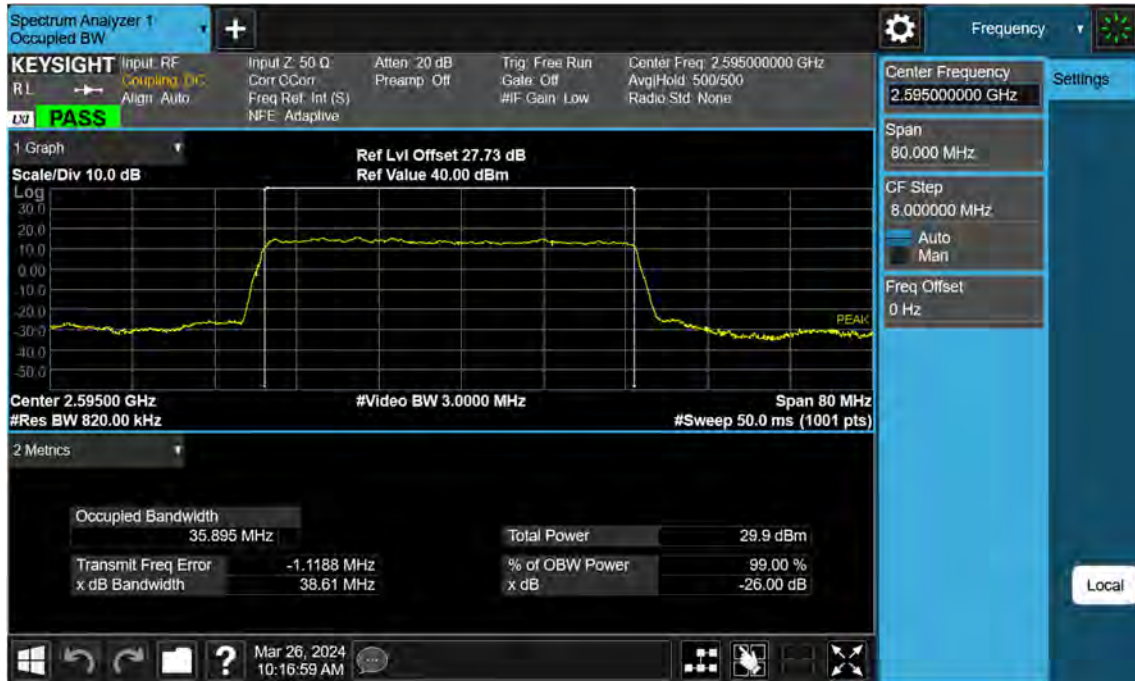 Spectrum Analyzer 1
Occupied BW
+
Frequency
KEYSIGHT
RL
LXI
PASS
Input: RF
Coupling: DC
Align: Auto
Input Z: 50 Ω
Corr CCorr
Freq Ref: Int (S)
NFE: Adaptive
Atten: 20 dB
Preamp: Off
Trig: Free Run
Gate: Off
#IF Gain: Low
Center Freq: 2.595000000 GHz
Avg|Hold: 500/500
Radio Std: None
1 Graph
Scale/Div 10.0 dB
Ref Lvl Offset 27.73 dB
Ref Value 40.00 dBm
Log
30.0
20.0
10.0
0.00
-10.0
-20.0
-30.0
-40.0
-50.0
PEAK
Center 2.59500 GHz
#Video BW 3.0000 MHz
Span 80 MHz
#Res BW 820.00 kHz
#Sweep 50.0 ms (1001 pts)
2 Metrics
Occupied Bandwidth
35.895 MHz
Total Power 29.9 dBm
Transmit Freq Error -1.1188 MHz
% of OBW Power 99.00 %
x dB Bandwidth 38.61 MHz
x dB -26.00 dB
Center Frequency
2.595000000 GHz
Settings
Span
80.000 MHz
CF Step
8.000000 MHz
Auto
Man
Freq Offset
0 Hz
Local
?
Mar 26, 2024
10:16:59 AM